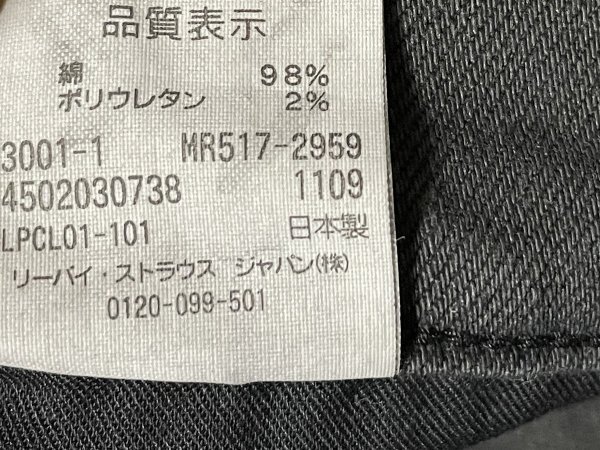 品質表示
綿 98%
ポリウレタン 2%
3001-1 MR517-2959
4502030738 1109
LPCL01-101 日本製
リーバイ・ストラウス ジャパン(株)
0120-099-501